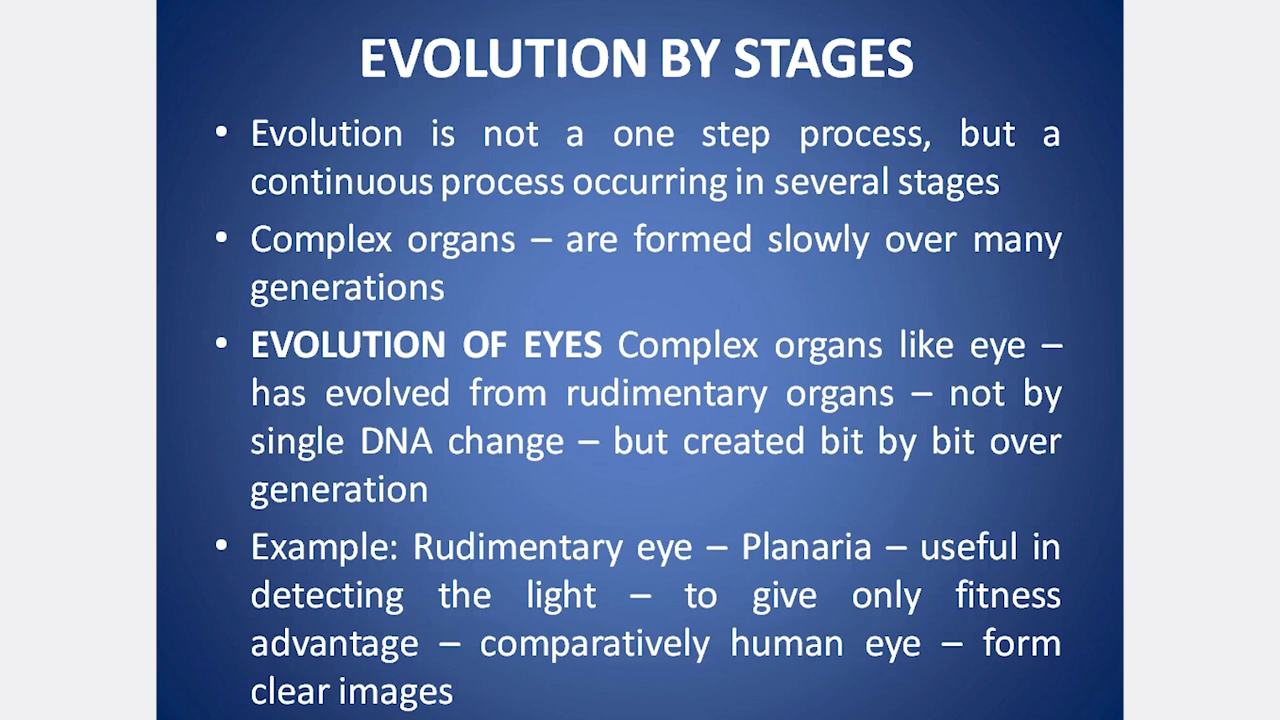 EVOLUTION BY STAGES
• Evolution is not a one step process, but a
continuous process occurring in several stages
• Complex organs – are formed slowly over many
generations
• EVOLUTION OF EYES Complex organs like eye –
has evolved from rudimentary organs – not by
single DNA change – but created bit by bit over
generation
• Example: Rudimentary eye – Planaria – useful in
detecting the light – to give only fitness
advantage – comparatively human eye – form
clear images